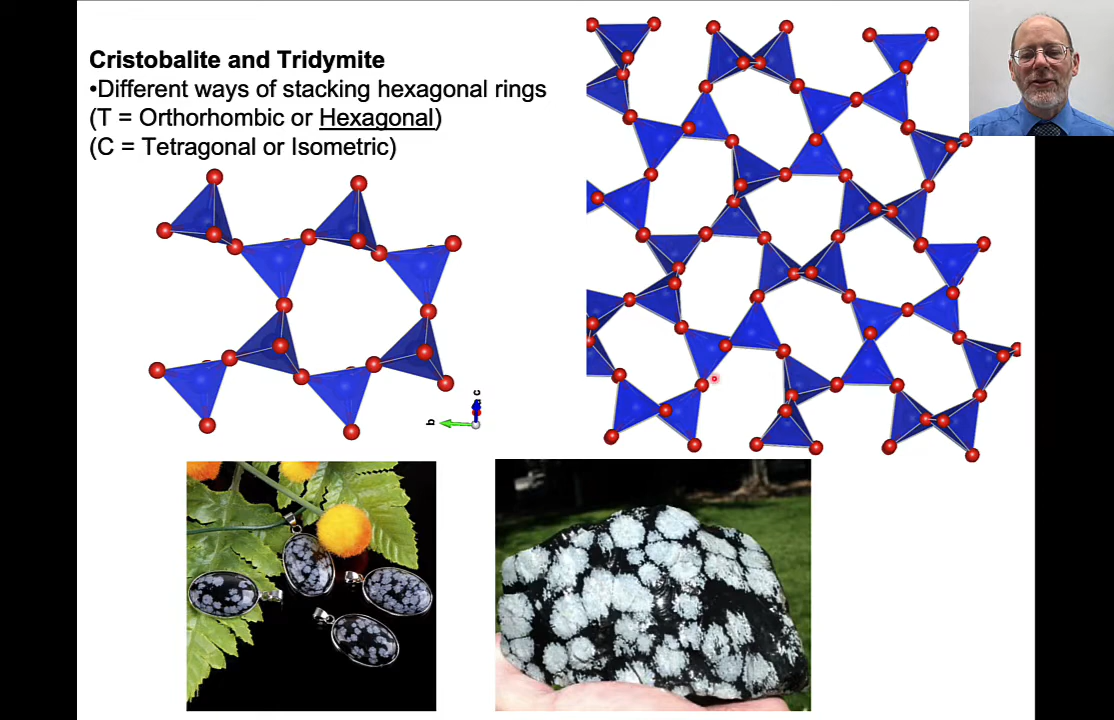 Cristobalite and Tridymite
•Different ways of stacking hexagonal rings
(T = Orthorhombic or Hexagonal)
(C = Tetragonal or Isometric)
c
b